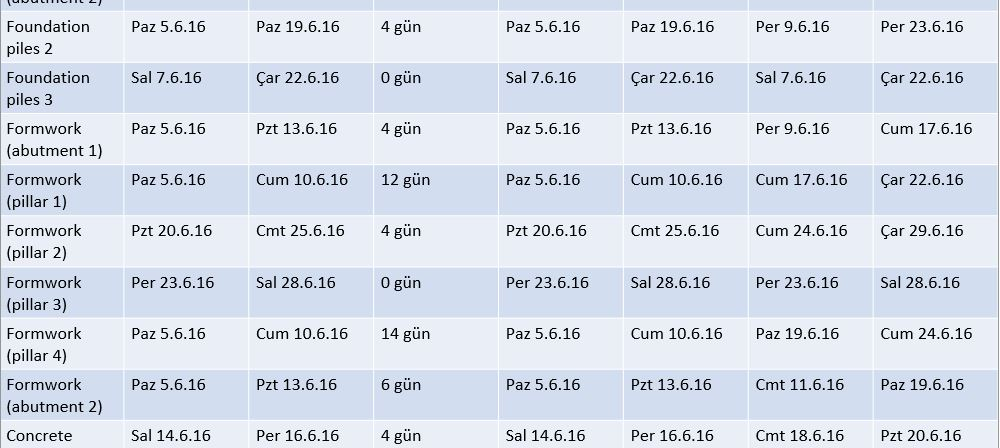 (abutment 2)
Foundation piles 2 Paz 5.6.16 Paz 19.6.16 4 gün Paz 5.6.16 Paz 19.6.16 Per 9.6.16 Per 23.6.16
Foundation piles 3 Sal 7.6.16 Çar 22.6.16 0 gün Sal 7.6.16 Çar 22.6.16 Sal 7.6.16 Çar 22.6.16
Formwork (abutment 1) Paz 5.6.16 Pzt 13.6.16 4 gün Paz 5.6.16 Pzt 13.6.16 Per 9.6.16 Cum 17.6.16
Formwork (pillar 1) Paz 5.6.16 Cum 10.6.16 12 gün Paz 5.6.16 Cum 10.6.16 Cum 17.6.16 Çar 22.6.16
Formwork (pillar 2) Pzt 20.6.16 Cmt 25.6.16 4 gün Pzt 20.6.16 Cmt 25.6.16 Cum 24.6.16 Çar 29.6.16
Formwork (pillar 3) Per 23.6.16 Sal 28.6.16 0 gün Per 23.6.16 Sal 28.6.16 Per 23.6.16 Sal 28.6.16
Formwork (pillar 4) Paz 5.6.16 Cum 10.6.16 14 gün Paz 5.6.16 Cum 10.6.16 Paz 19.6.16 Cum 24.6.16
Formwork (abutment 2) Paz 5.6.16 Pzt 13.6.16 6 gün Paz 5.6.16 Pzt 13.6.16 Cmt 11.6.16 Paz 19.6.16
Concrete Sal 14.6.16 Per 16.6.16 4 gün Sal 14.6.16 Per 16.6.16 Cmt 18.6.16 Pzt 20.6.16